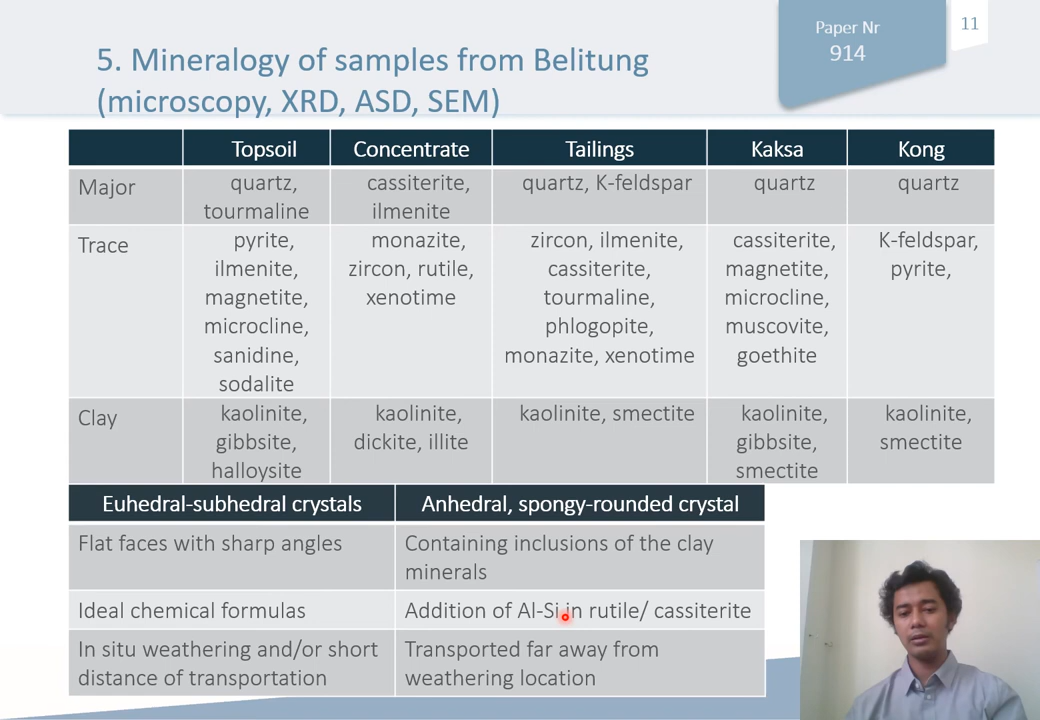 Paper Nr
914
11
5. Mineralogy of samples from Belitung
(microscopy, XRD, ASD, SEM)
Topsoil Concentrate Tailings Kaksa Kong
Major
quartz,
tourmaline
cassiterite,
ilmenite
quartz, K-feldspar
quartz
quartz
Trace
pyrite,
ilmenite,
magnetite,
microcline,
sanidine,
sodalite
monazite,
zircon, rutile,
xenotime
zircon, ilmenite,
cassiterite,
tourmaline,
phlogopite,
monazite, xenotime
cassiterite,
magnetite,
microcline,
muscovite,
goethite
K-feldspar,
pyrite,
Clay
kaolinite,
gibbsite,
halloysite
kaolinite,
dickite, illite
kaolinite, smectite
kaolinite,
gibbsite,
smectite
kaolinite,
smectite
Euhedral-subhedral crystals
Anhedral, spongy-rounded crystal
Flat faces with sharp angles
Containing inclusions of the clay
minerals
Ideal chemical formulas
Addition of Al-Si in rutile/ cassiterite
In situ weathering and/or short
distance of transportation
Transported far away from
weathering location